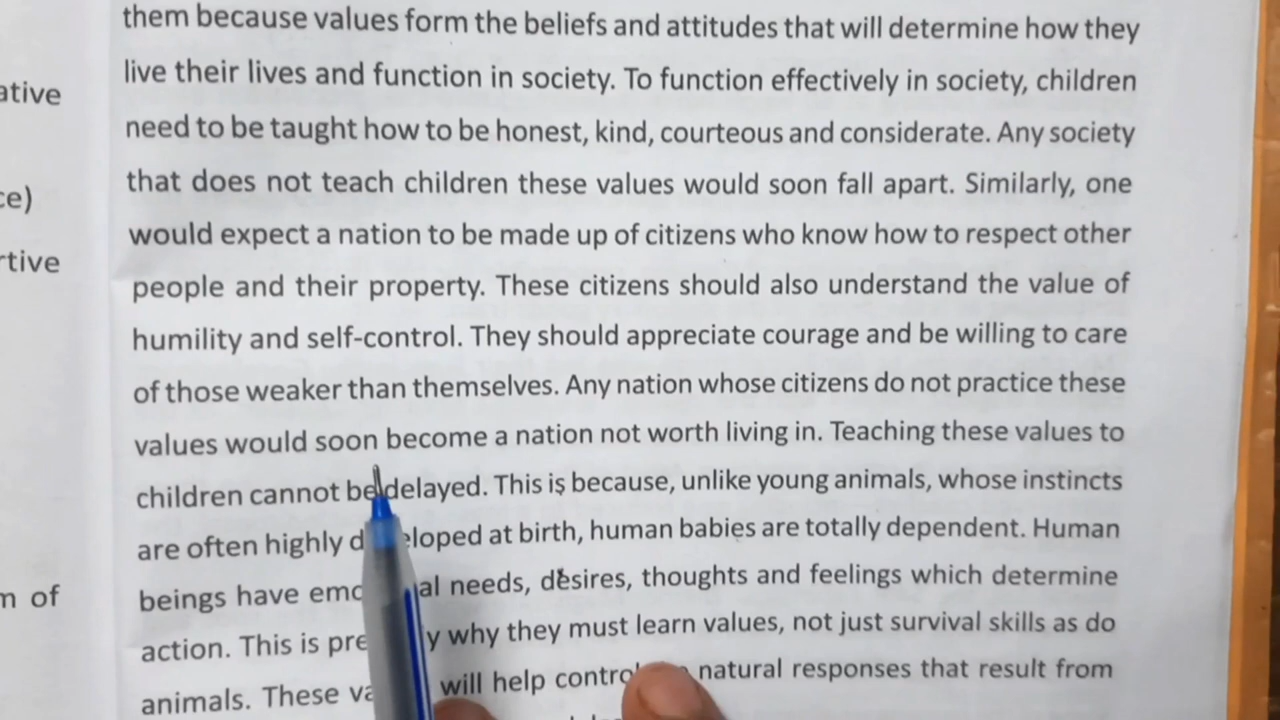 them because values form the beliefs and attitudes that will determine how they
live their lives and function in society. To function effectively in society, children
ative
need to be taught how to be honest, kind, courteous and considerate. Any society
that does not teach children these values would soon fall apart. Similarly, one
ce)
would expect a nation to be made up of citizens who know how to respect other
rtive
people and their property. These citizens should also understand the value of
humility and self-control. They should appreciate courage and be willing to care
of those weaker than themselves. Any nation whose citizens do not practice these
values would soon become a nation not worth living in. Teaching these values to
children cannot be delayed. This is because, unlike young animals, whose instincts
are often highly at birth, human babies are totally dependent. Human
m of
beings have needs, desires, thoughts and feelings which determine
action. This is why they must learn values, not just survival skills as do
animals. These will help natural responses that result from